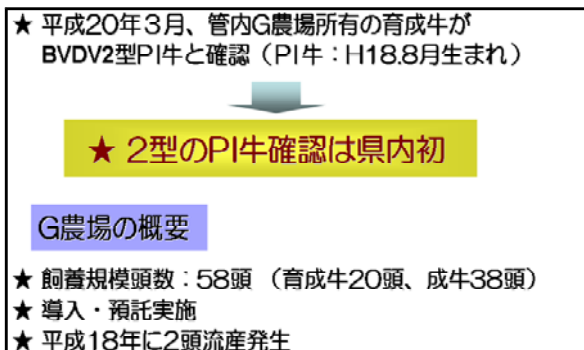 ★ 平成20年3月、管内G農場所有の育成牛が
BVDV2型PI牛と確認（PI牛：H18.8月生まれ）
★ 2型のPI牛確認は県内初
G農場の概要
★ 飼養規模頭数：58頭 （育成牛20頭、成牛38頭）
★ 導入・預託実施
★ 平成18年に2頭流産発生